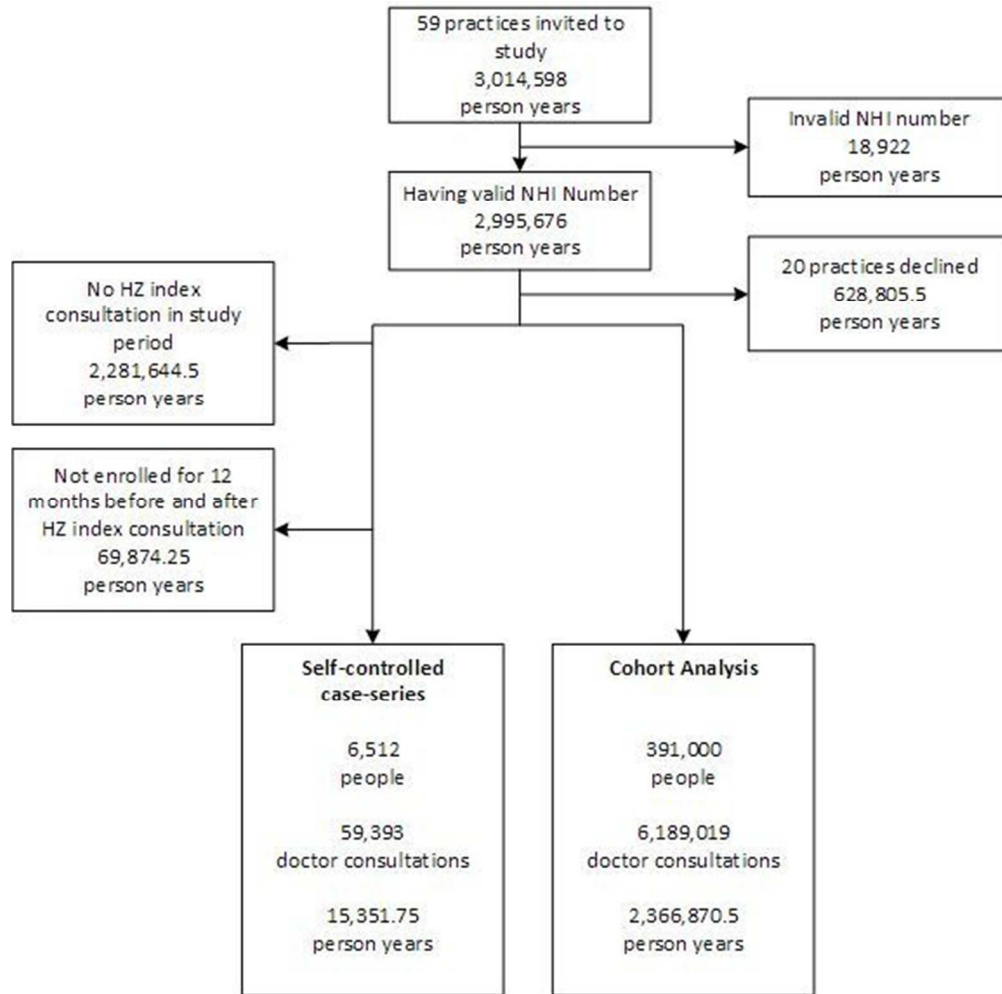 59 practices invited to
study
3,014,598
person years
Invalid NHI number
18,922
person years
Having valid NHI Number
2,995,676
person years
20 practices declined
628,805.5
person years
No HZ index
consultation in study
period
2,281,644.5
person years
Not enrolled for 12
months before and after
HZ index consultation
69,874.25
person years
Self-controlled
case-series
6,512
people
59,393
doctor consultations
15,351.75
person years
Cohort Analysis
391,000
people
6,189,019
doctor consultations
2,366,870.5
person years